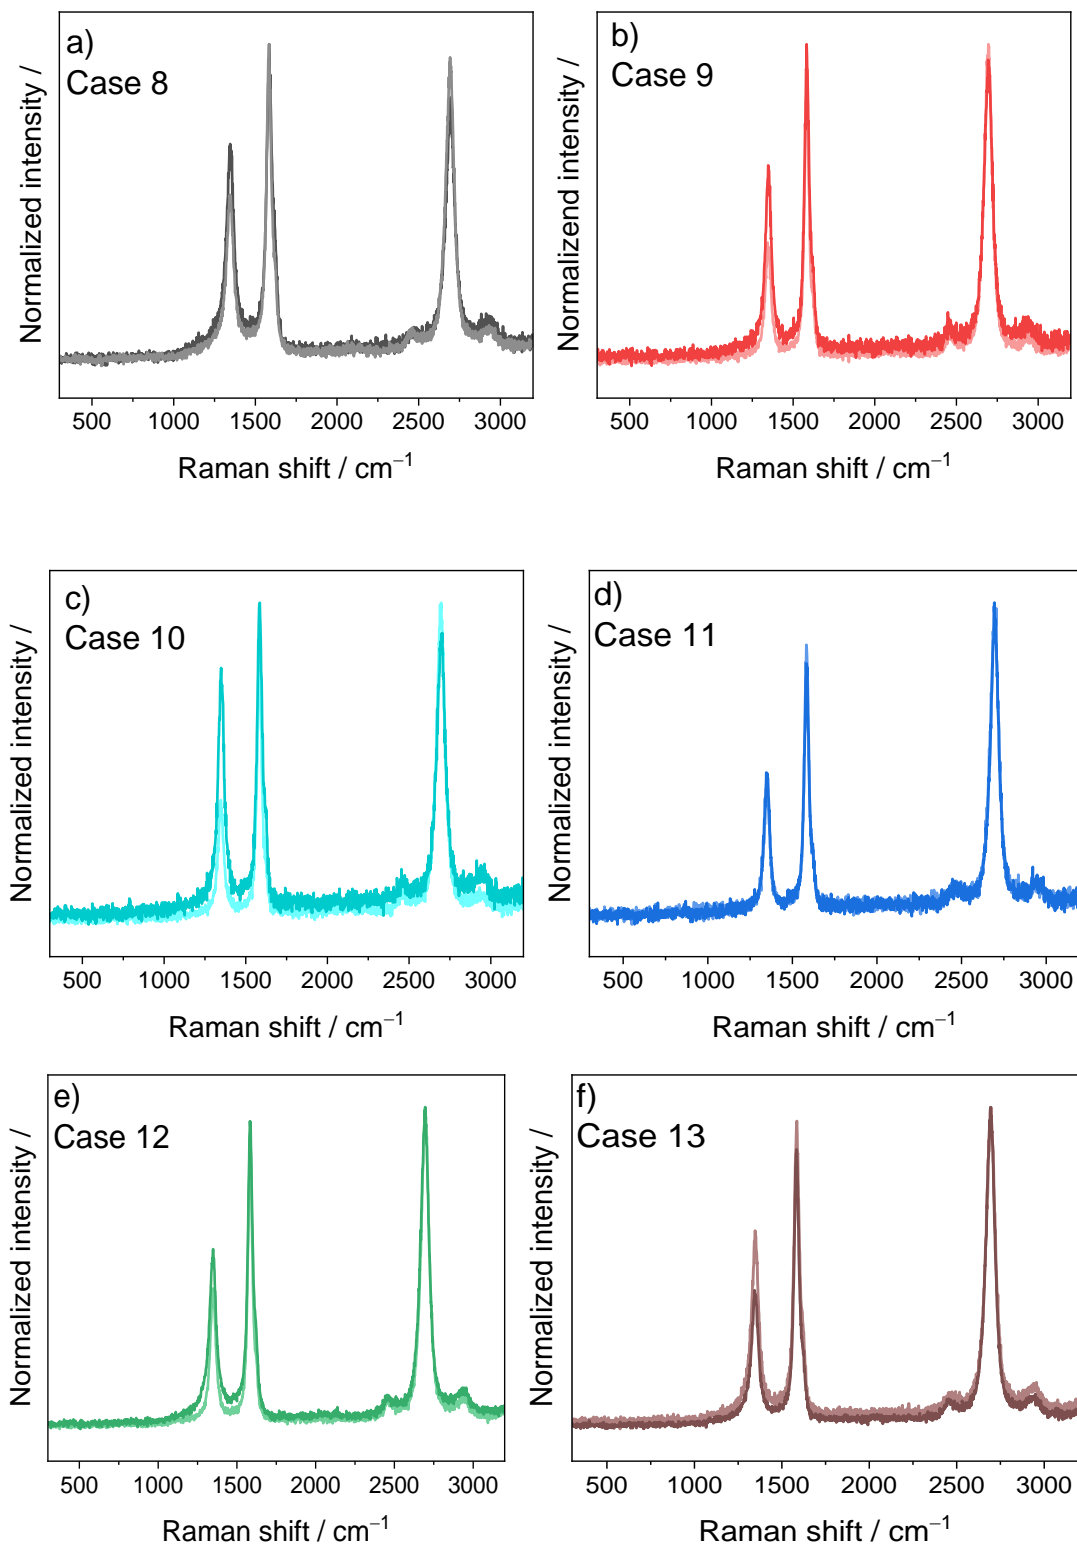 a)
Case 8
Normalized intensity /
500 1000 1500 2000 2500 3000
Raman shift / cm⁻¹
b)
Case 9
Normalizend intensity /
500 1000 1500 2000 2500 3000
Raman shift / cm⁻¹
c)
Case 10
Normalized intensity /
500 1000 1500 2000 2500 3000
Raman shift / cm⁻¹
d)
Case 11
Normalized intensity /
500 1000 1500 2000 2500 3000
Raman shift / cm⁻¹
e)
Case 12
Normalized intensity /
500 1000 1500 2000 2500 3000
Raman shift / cm⁻¹
f)
Case 13
Normalized intensity /
500 1000 1500 2000 2500 3000
Raman shift / cm⁻¹